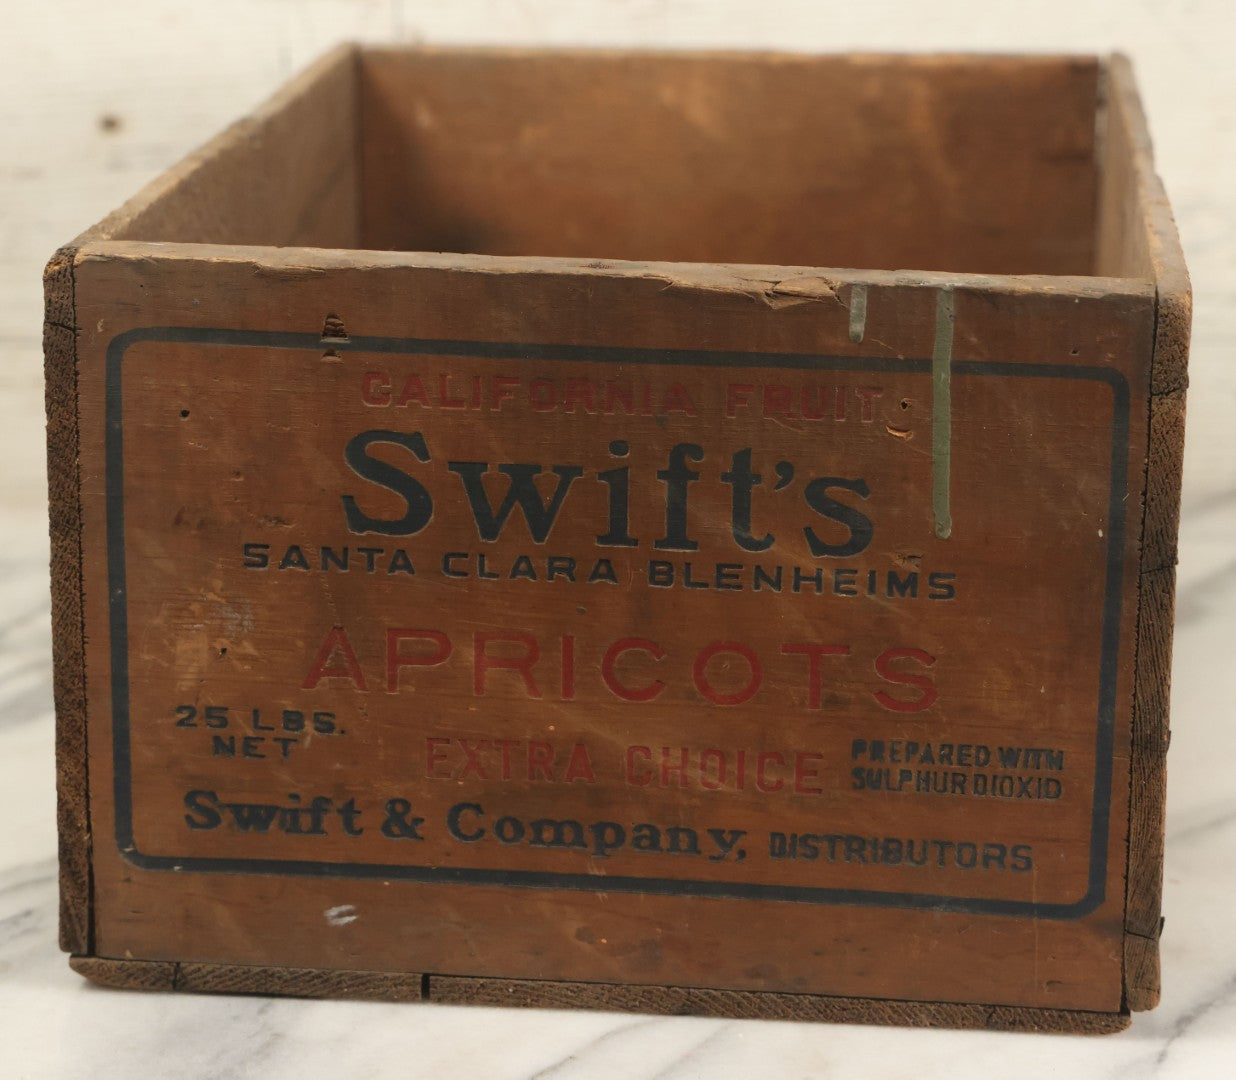 CALIFORNIA FRUIT
Swift's
SANTA CLARA BLENHEIMS
APRICOTS
25 LBS.
NET
EXTRA CHOICE
PREPARED WITH
SULPHUR DIOXID
Swift & Company, DISTRIBUTORS